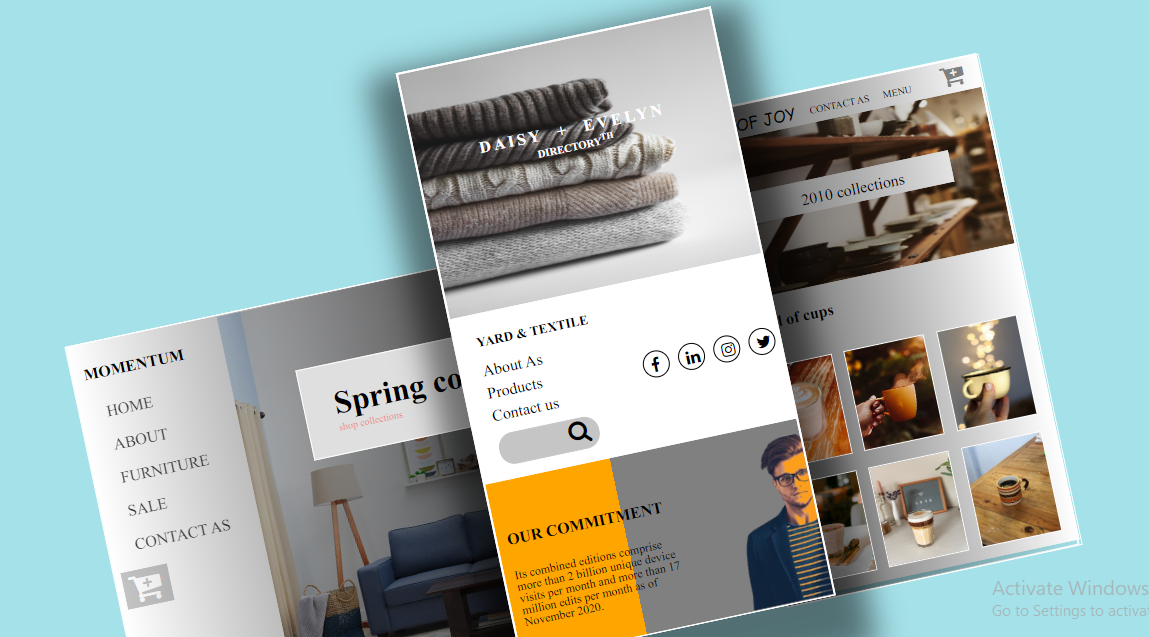 MOMENTUM
HOME
ABOUT
FURNITURE
SALE
CONTACT AS
Spring co
shop collections
DAISY + EVELYN
DIRECTORYTH
YARD & TEXTILE
About As
Products
Contact us
OUR COMMITMENT
Its combined editions comprise
more than 2 billion unique device
visits per month and more than 17
million edits per month as of
November 2020.
OF JOY
CONTACT AS
MENU
2010 collections
of cups
Activate Windows
Go to Settings to activa